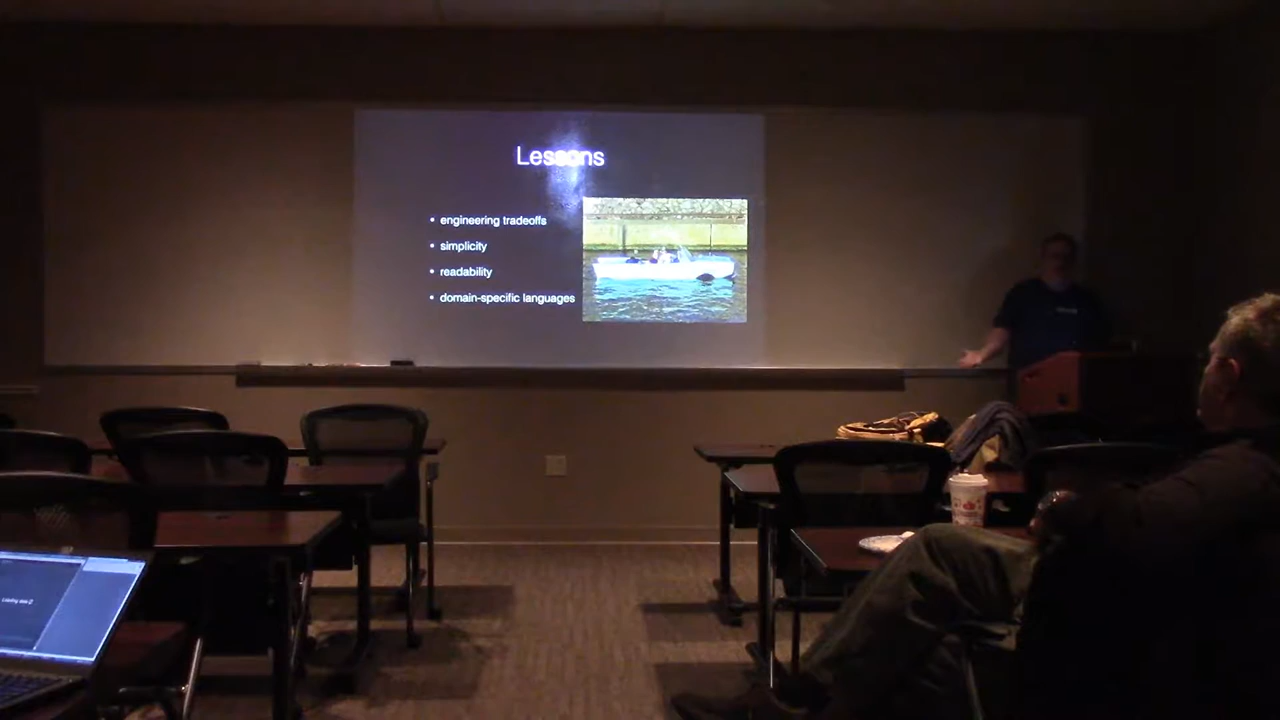 Lessons
• engineering tradeoffs
• simplicity
• readability
• domain-specific languages